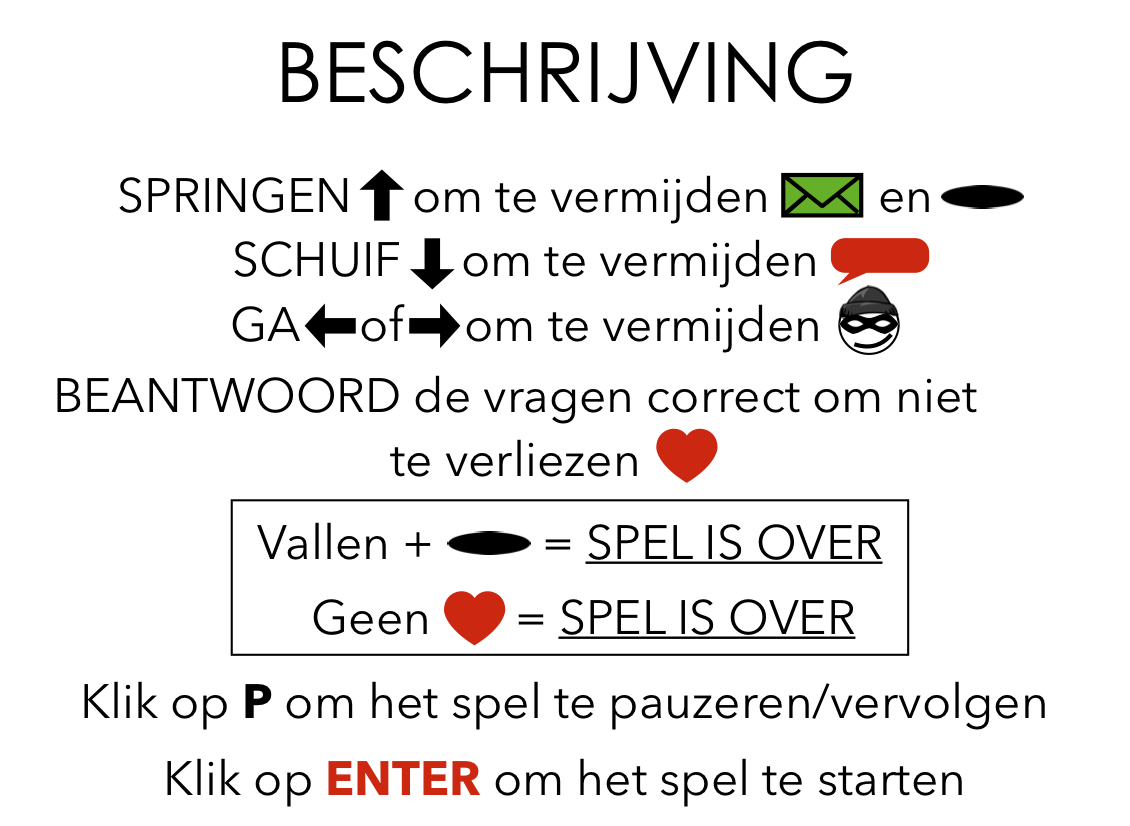 BESCHRIJVING
SPRINGEN om te vermijden en
SCHUIF om te vermijden
GA of om te vermijden
BEANTWOORD de vragen correct om niet
te verliezen
Vallen + = SPEL IS OVER
Geen = SPEL IS OVER
Klik op P om het spel te pauzeren/vervolgen
Klik op ENTER om het spel te starten